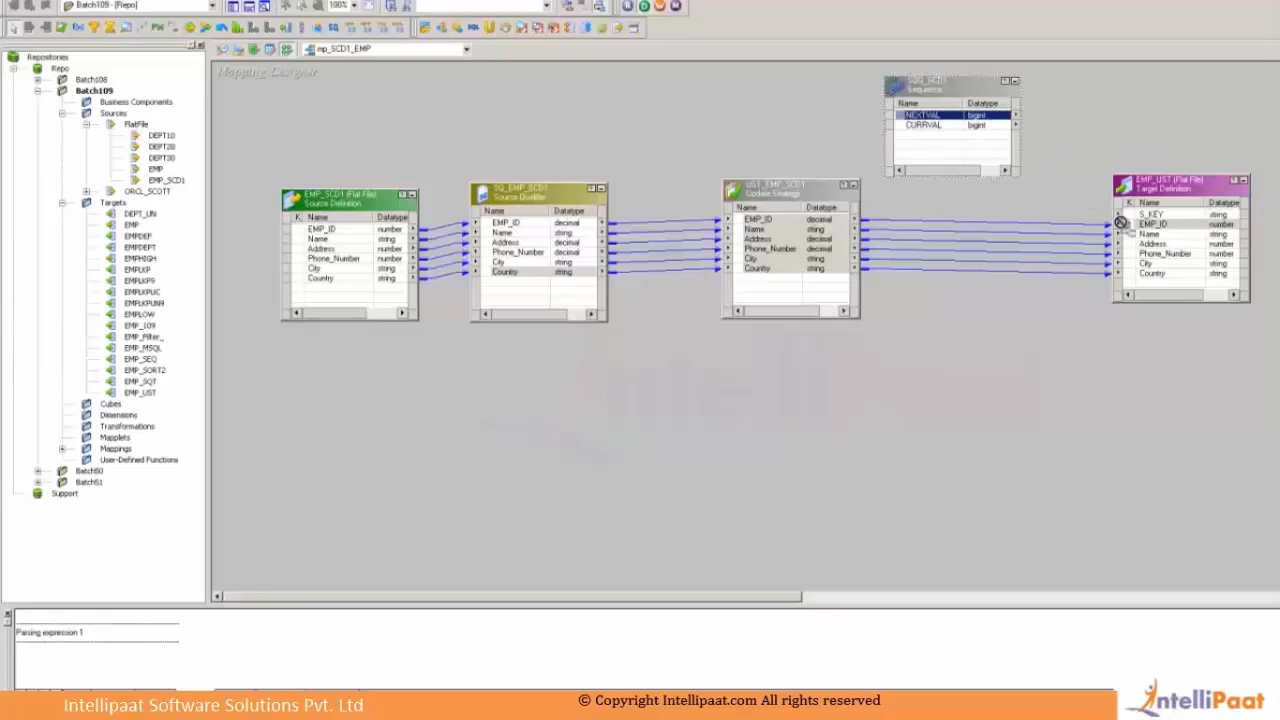 Batch109 - [Repo]
100%
mp_SCD1_EMP
Mapping Designer
Repositories
Repo
Batch108
Batch109
Business Components
Sources
FlatFile
DEPT10
DEPT20
DEPT30
EMP
EMP_SCD1
ORCL_SCOTT
Targets
DEPT_UN
EMP
EMPDEF
EMPDEPT
EMPHIGH
EMPLKP
EMPLKP9
EMPLKPUC
EMPLKPUN9
EMPLOW
EMP_109
EMP_Filter_
EMP_MSQL
EMP_SEQ
EMP_SORT2
EMP_SQT
EMP_UST
Cubes
Dimensions
Transformations
Mapplets
Mappings
User-Defined Functions
Batch50
Batch51
Support
EMP_SCD1 (Flat File)
Source Definition
K Name Datatype
EMP_ID number
Name string
Address number
Phone_Number number
City string
Country string
SQ_EMP_SCD1
Source Qualifier
Name Datatype
EMP_ID decimal
Name string
Address decimal
Phone_Number decimal
City string
Country string
UST_EMP_SCD1
Update Strategy
Name Datatype
EMP_ID decimal
Name string
Address decimal
Phone_Number decimal
City string
Country string
Sequence
Name Datatype
NEXTVAL bigint
CURRVAL bigint
EMP_UST (Flat File)
Target Definition
K Name Datatype
S_KEY string
EMP_ID number
Name string
Address number
Phone_Number number
City string
Country string
Parsing expression 1
Intellipaat Software Solutions Pvt. Ltd
© Copyright Intellipaat.com All rights reserved
IntelliPaat